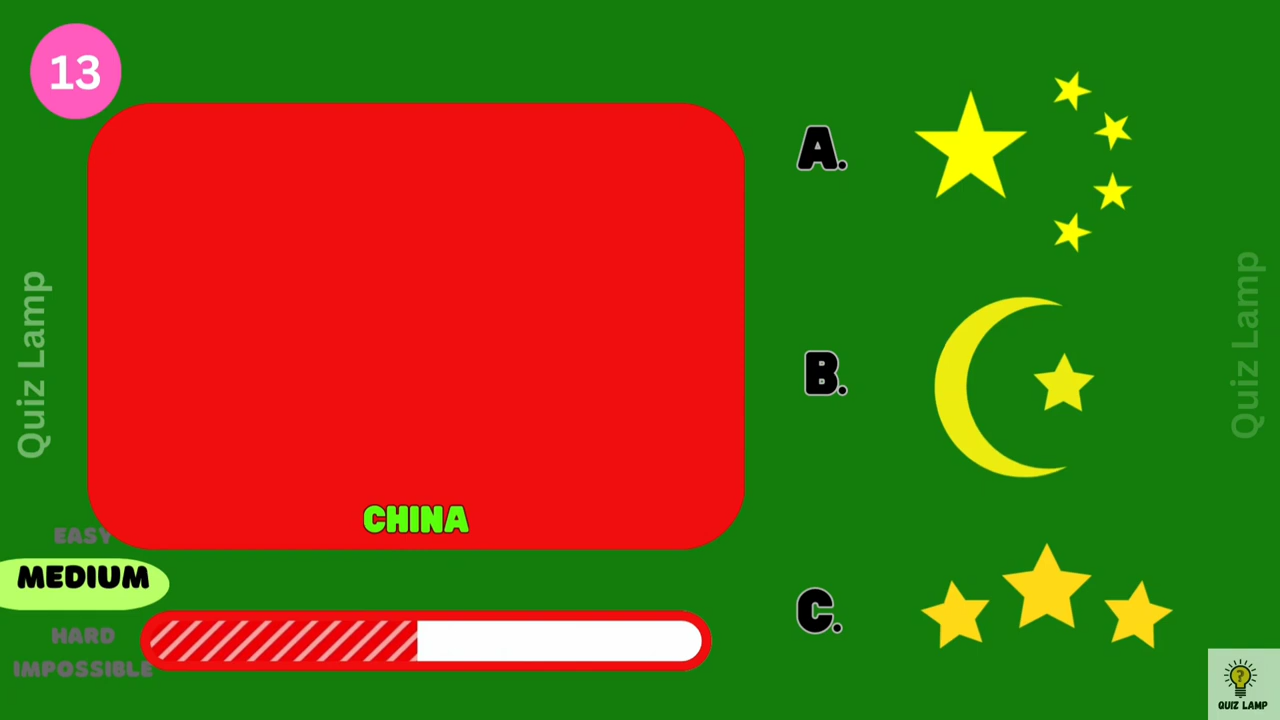 13
A.
B.
C.
CHINA
EASY
MEDIUM
HARD
IMPOSSIBLE
Quiz Lamp
Quiz Lamp
?
QUIZ LAMP